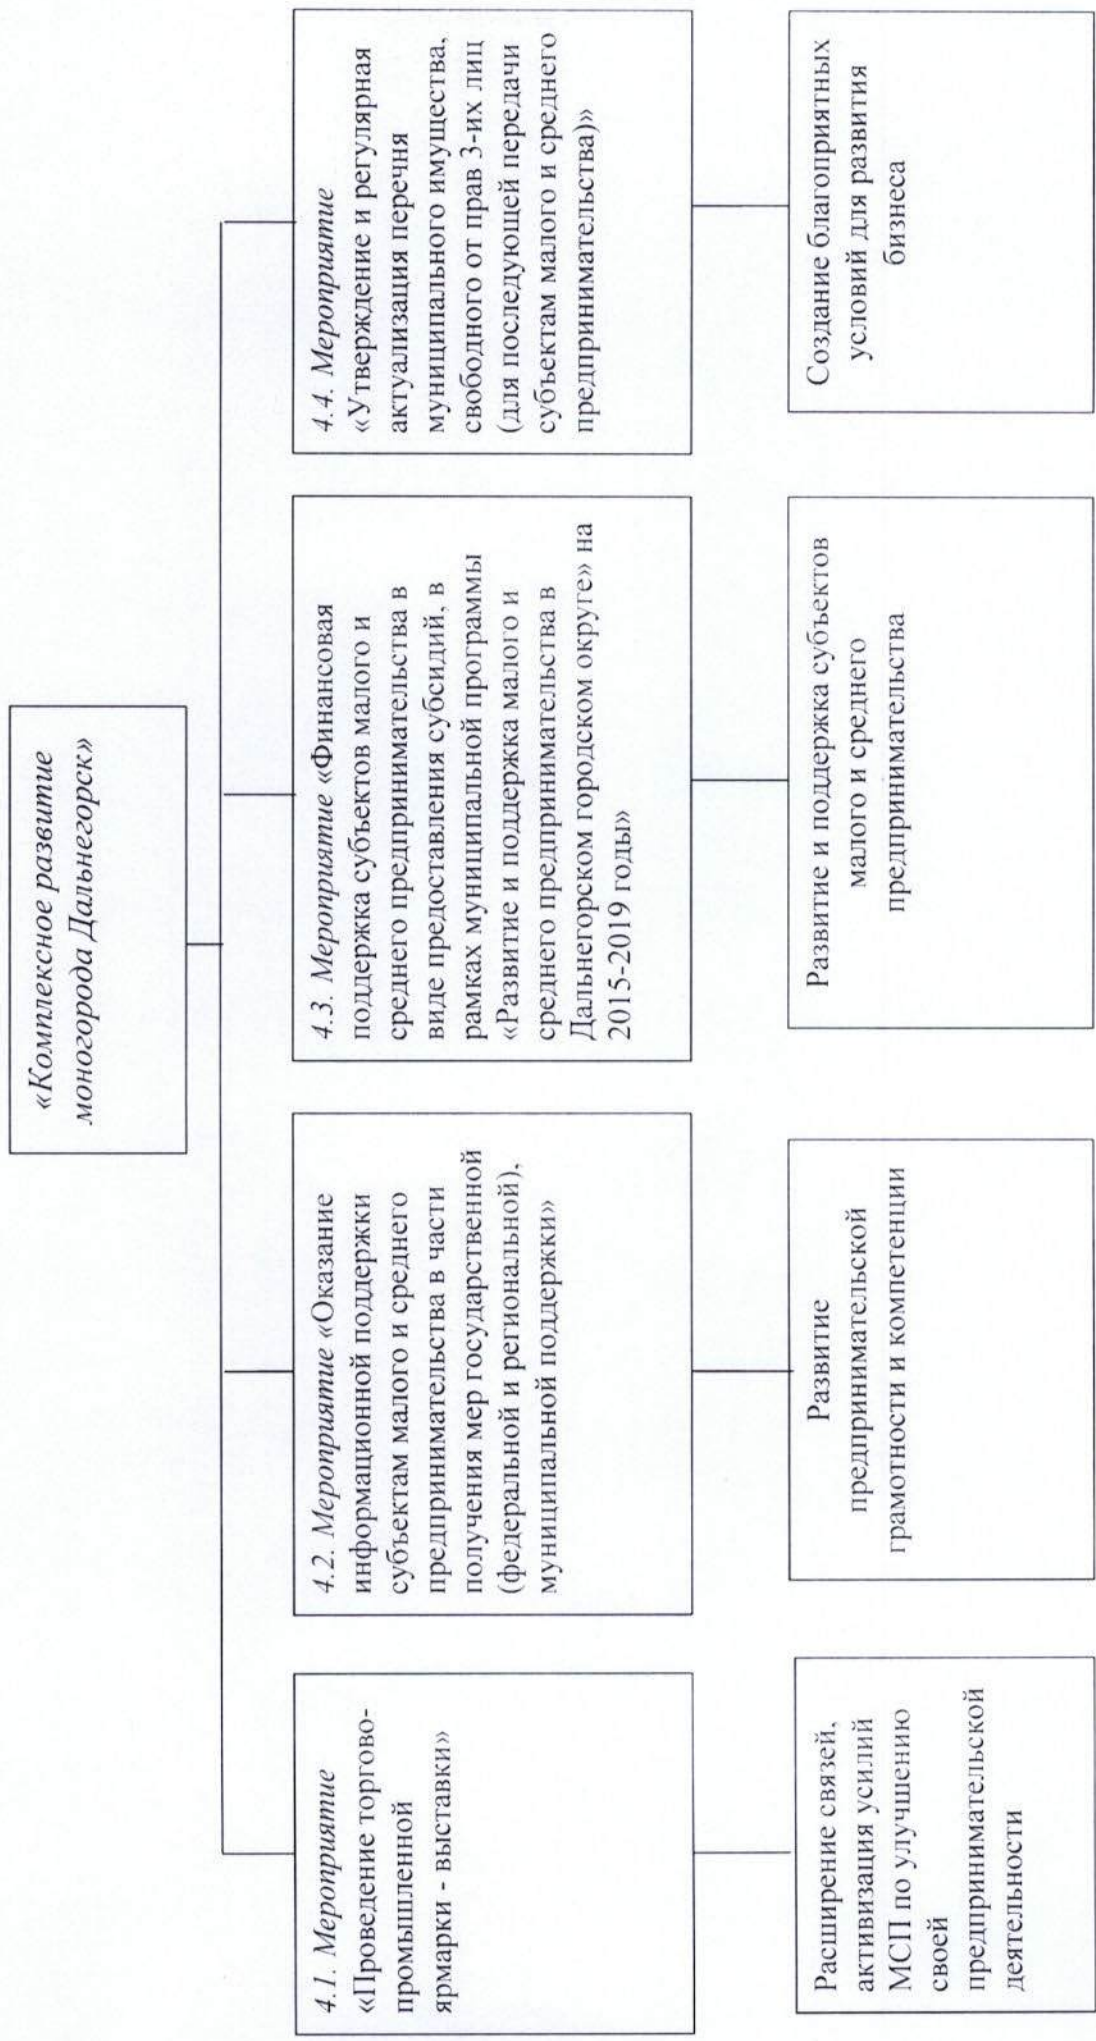 «Комплексное развитие
моногорода Дальнегорск»
4.1. Мероприятие
«Проведение торгово-
промышленной
ярмарки - выставки»
4.2. Мероприятие «Оказание
информационной поддержки
субъектам малого и среднего
предпринимательства в части
получения мер государственной
(федеральной и региональной),
муниципальной поддержки»
4.3. Мероприятие «Финансовая
поддержка субъектов малого и
среднего предпринимательства в
виде предоставления субсидий, в
рамках муниципальной программы
«Развитие и поддержка малого и
среднего предпринимательства в
Дальнегорском городском округе» на
2015-2019 годы»
4.4. Мероприятие
«Утверждение и регулярная
актуализация перечня
муниципального имущества,
свободного от прав 3-их лиц
(для последующей передачи
субъектам малого и среднего
предпринимательства)»
Расширение связей,
активизация усилий
МСП по улучшению
своей
предпринимательской
деятельности
Развитие
предпринимательской
грамотности и компетенции
Развитие и поддержка субъектов
малого и среднего
предпринимательства
Создание благоприятных
условий для развития
бизнеса